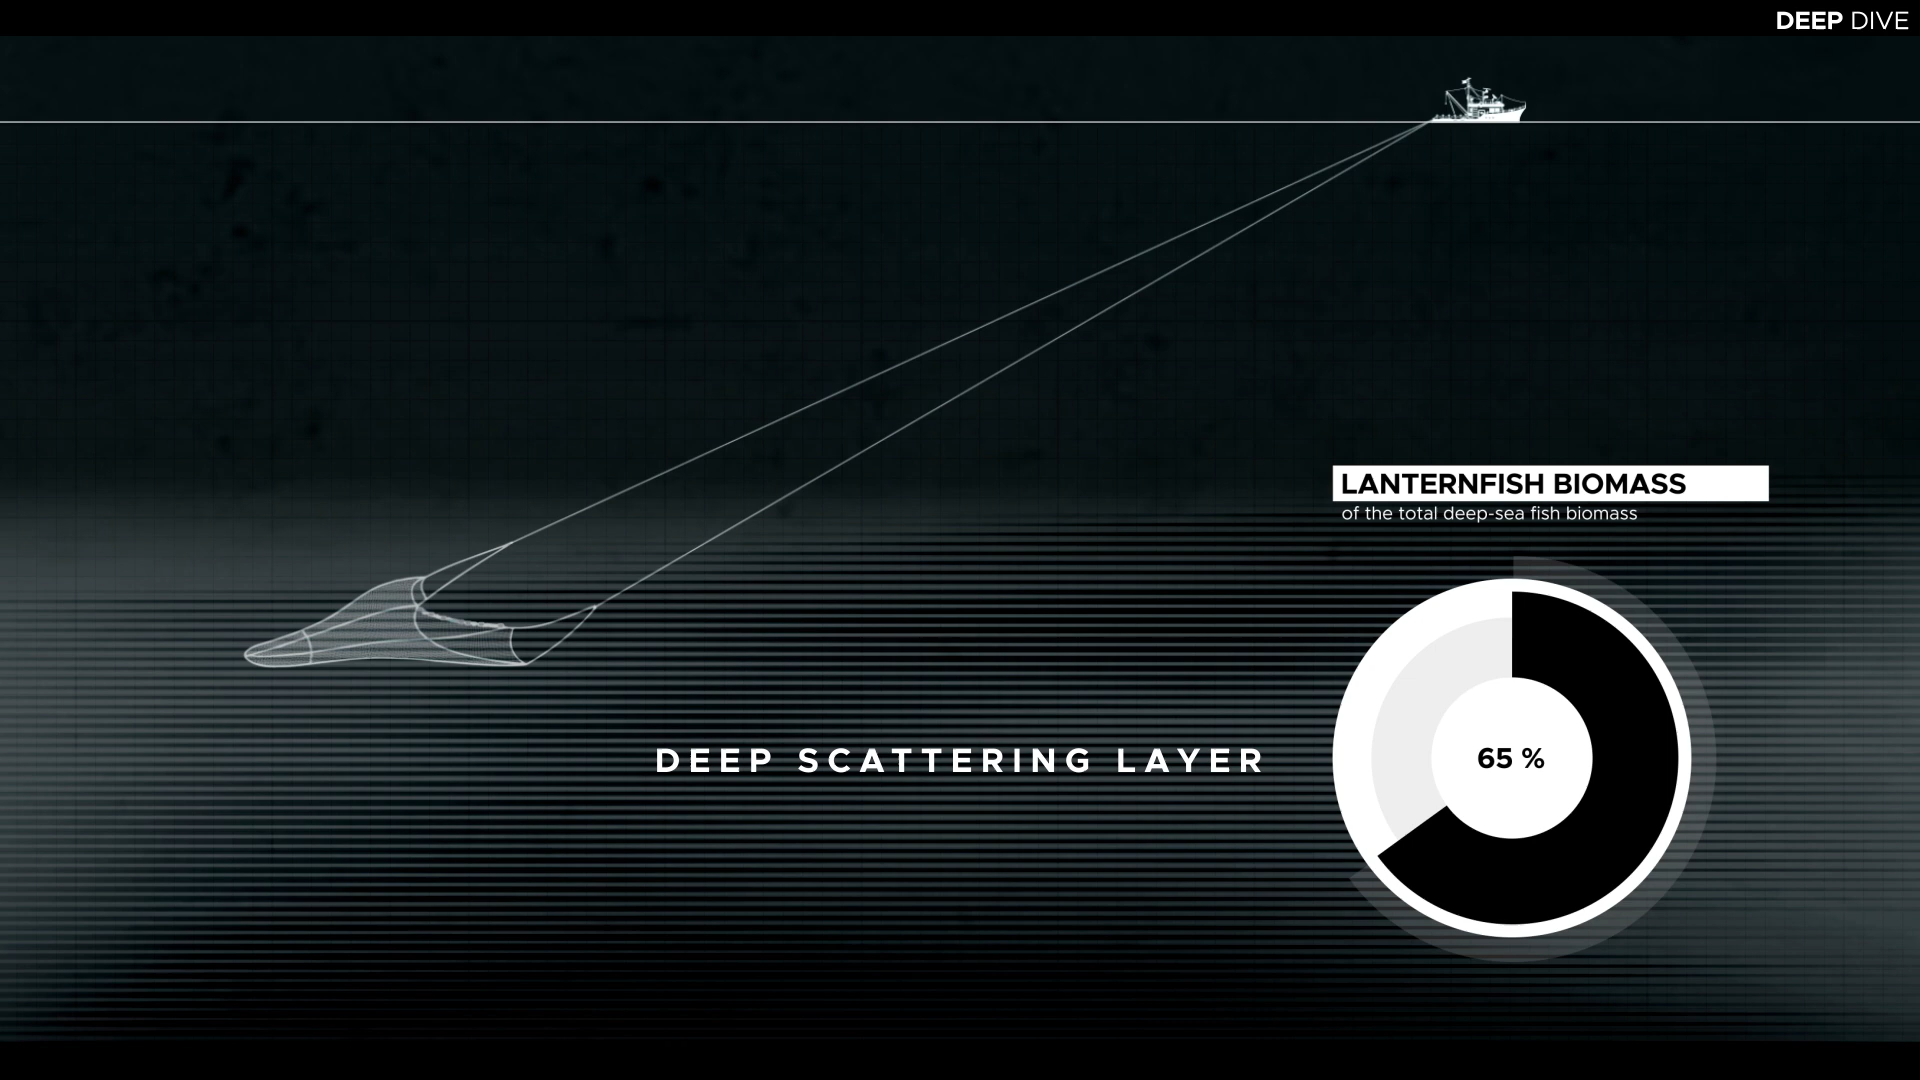 DEEP DIVE
LANTERNFISH BIOMASS
of the total deep-sea fish biomass
DEEP SCATTERING LAYER
65 %